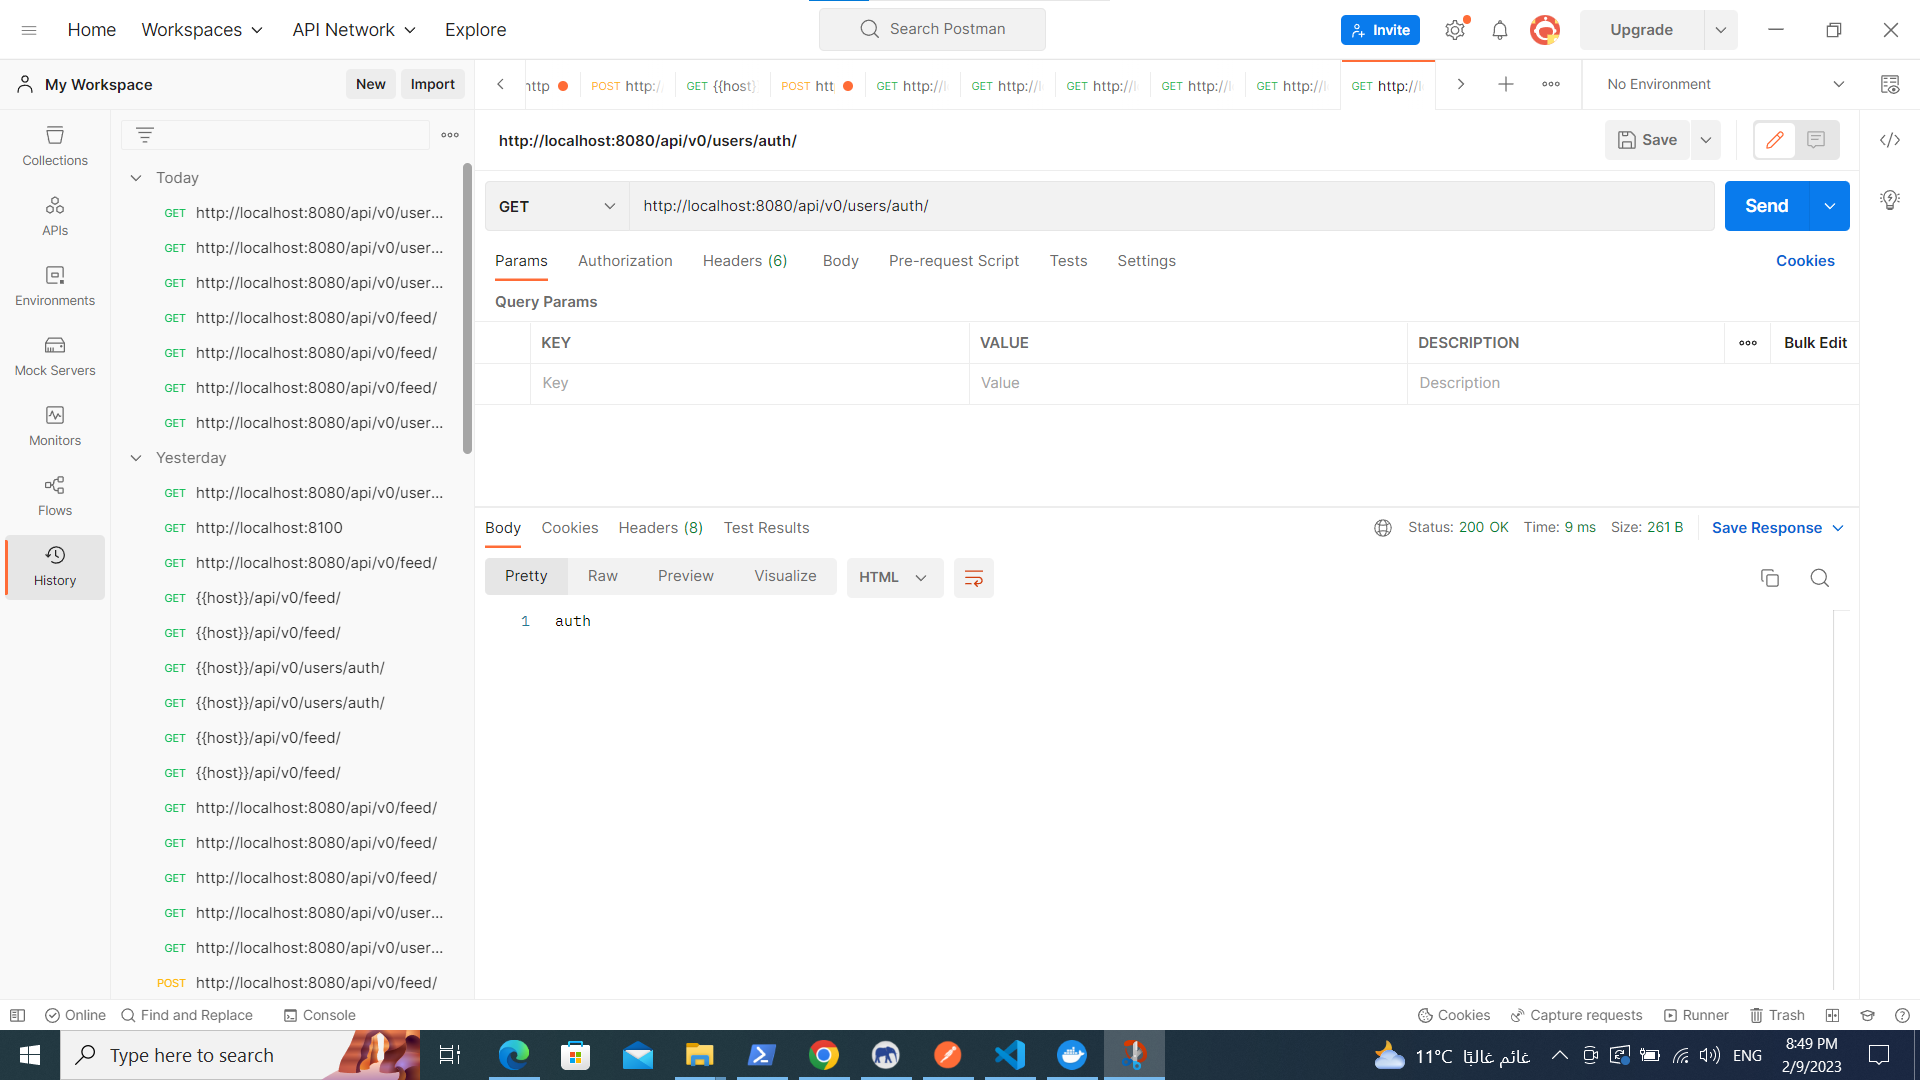 Home Workspaces API Network Explore Search Postman Invite Upgrade
My Workspace New Import http POST http:/ GET {{host} POST htt GET http://l GET http://l GET http://l GET http://l GET http://l GET http://l No Environment
Collections
APIs
Environments
Mock Servers
Monitors
Flows
History
Today
GET http://localhost:8080/api/v0/user...
GET http://localhost:8080/api/v0/user...
GET http://localhost:8080/api/v0/user...
GET http://localhost:8080/api/v0/feed/
GET http://localhost:8080/api/v0/feed/
GET http://localhost:8080/api/v0/feed/
GET http://localhost:8080/api/v0/user...
Yesterday
GET http://localhost:8080/api/v0/user...
GET http://localhost:8100
GET http://localhost:8080/api/v0/feed/
GET {{host}}/api/v0/feed/
GET {{host}}/api/v0/feed/
GET {{host}}/api/v0/users/auth/
GET {{host}}/api/v0/users/auth/
GET {{host}}/api/v0/feed/
GET {{host}}/api/v0/feed/
GET http://localhost:8080/api/v0/feed/
GET http://localhost:8080/api/v0/feed/
GET http://localhost:8080/api/v0/feed/
GET http://localhost:8080/api/v0/user...
GET http://localhost:8080/api/v0/user...
POST http://localhost:8080/api/v0/feed/
http://localhost:8080/api/v0/users/auth/ Save
GET http://localhost:8080/api/v0/users/auth/ Send
Params Authorization Headers (6) Body Pre-request Script Tests Settings Cookies
Query Params
KEY VALUE DESCRIPTION Bulk Edit
Key Value Description
Body Cookies Headers (8) Test Results Status: 200 OK Time: 9 ms Size: 261 B Save Response
Pretty Raw Preview Visualize HTML
1 auth
Online Find and Replace Console Cookies Capture requests Runner Trash
Type here to search 11°C غائم غالبًا ENG 8:49 PM
2/9/2023